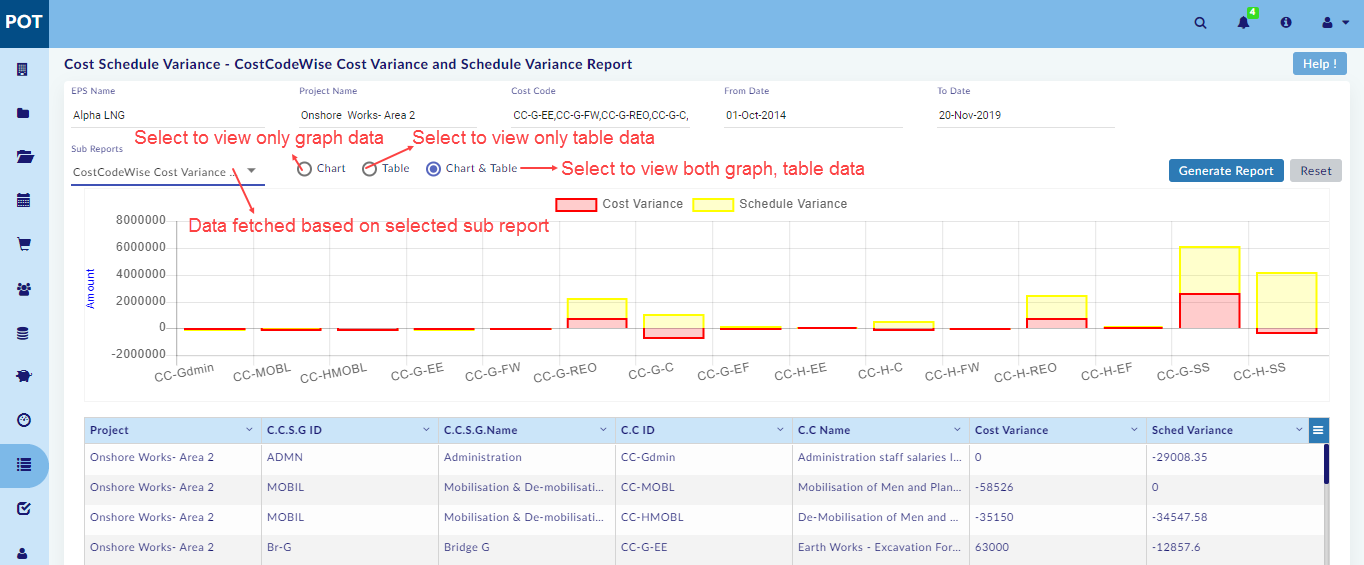 POT
4
Cost Schedule Variance - CostCodeWise Cost Variance and Schedule Variance Report
Help !
EPS Name
Project Name
Cost Code
From Date
To Date
Alpha LNG
Onshore Works- Area 2
CC-G-EE,CC-G-FW,CC-G-REO,CC-G-C,
01-Oct-2014
20-Nov-2019
Select to view only graph data
Select to view only table data
Sub Reports
CostCodeWise Cost Variance ..
Chart
Table
Chart & Table
Select to view both graph, table data
Generate Report
Reset
Data fetched based on selected sub report
Cost Variance
Schedule Variance
Amount
8000000
6000000
4000000
2000000
0
-2000000
CC-Gdmin
CC-MOBL
CC-HMOBL
CC-G-EE
CC-G-FW
CC-G-REO
CC-G-C
CC-G-EF
CC-H-EE
CC-H-C
CC-H-FW
CC-H-REO
CC-H-EF
CC-G-SS
CC-H-SS
Project C.C.S.G ID C.C.S.G.Name C.C ID C.C Name Cost Variance Sched Variance
Onshore Works- Area 2 ADMN Administration CC-Gdmin Administration staff salaries I... 0 -29008.35
Onshore Works- Area 2 MOBIL Mobilisation & De-mobilisati... CC-MOBL Mobilisation of Men and Plan... -58526 0
Onshore Works- Area 2 MOBIL Mobilisation & De-mobilisati... CC-HMOBL De-Mobilisation of Men and ... -35150 -34547.58
Onshore Works- Area 2 Br-G Bridge G CC-G-EE Earth Works - Excavation For... 63000 -12857.6